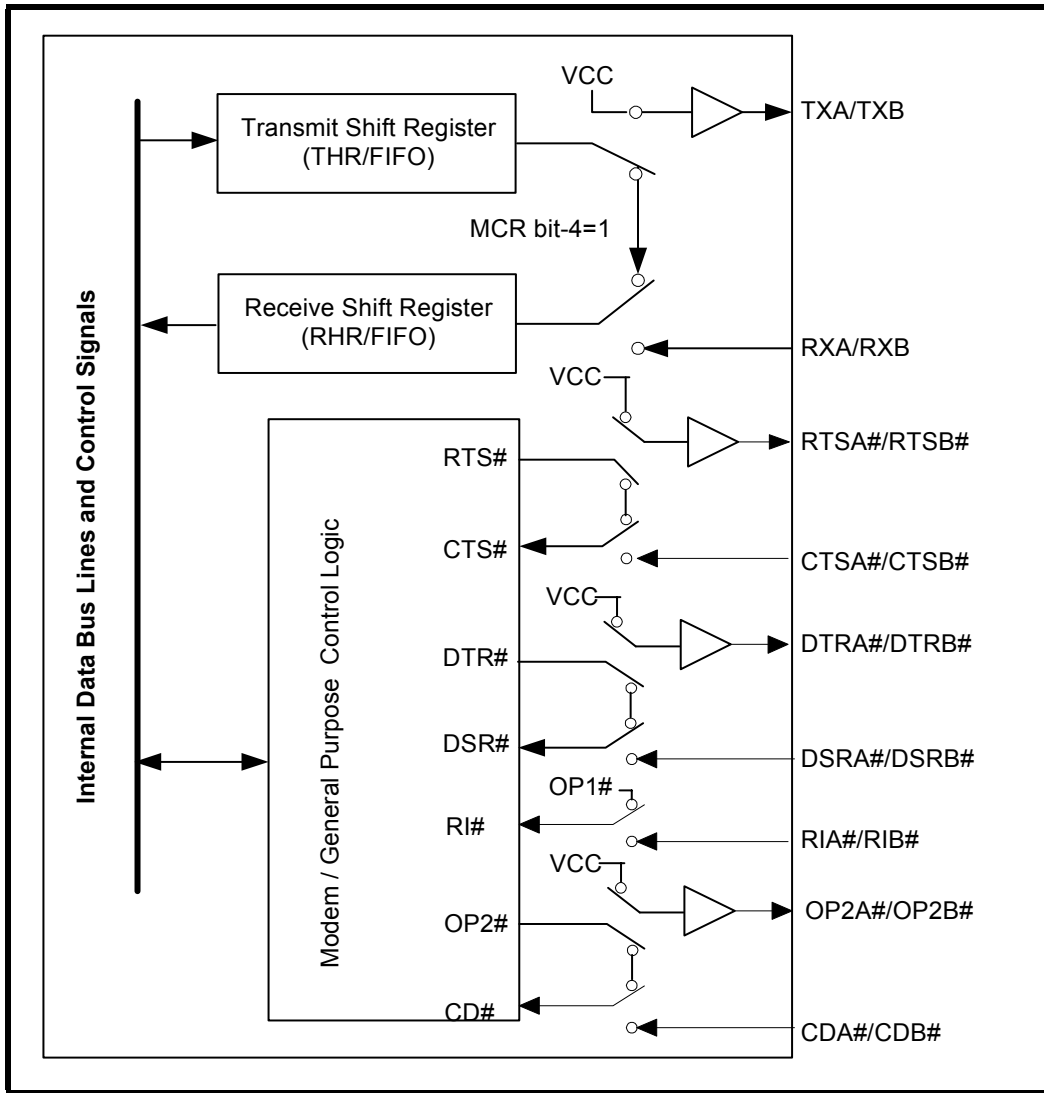 VCC
TXA/TXB
Transmit Shift Register
(THR/FIFO)
MCR bit-4=1
Receive Shift Register
(RHR/FIFO)
RXA/RXB
VCC
RTSA#/RTSB#
RTS#
CTS#
CTSA#/CTSB#
VCC
DTRA#/DTRB#
DTR#
DSR#
DSRA#/DSRB#
OP1#
RI#
RIA#/RIB#
VCC
OP2A#/OP2B#
OP2#
CD#
CDA#/CDB#
Internal Data Bus Lines and Control Signals
Modem / General Purpose Control Logic